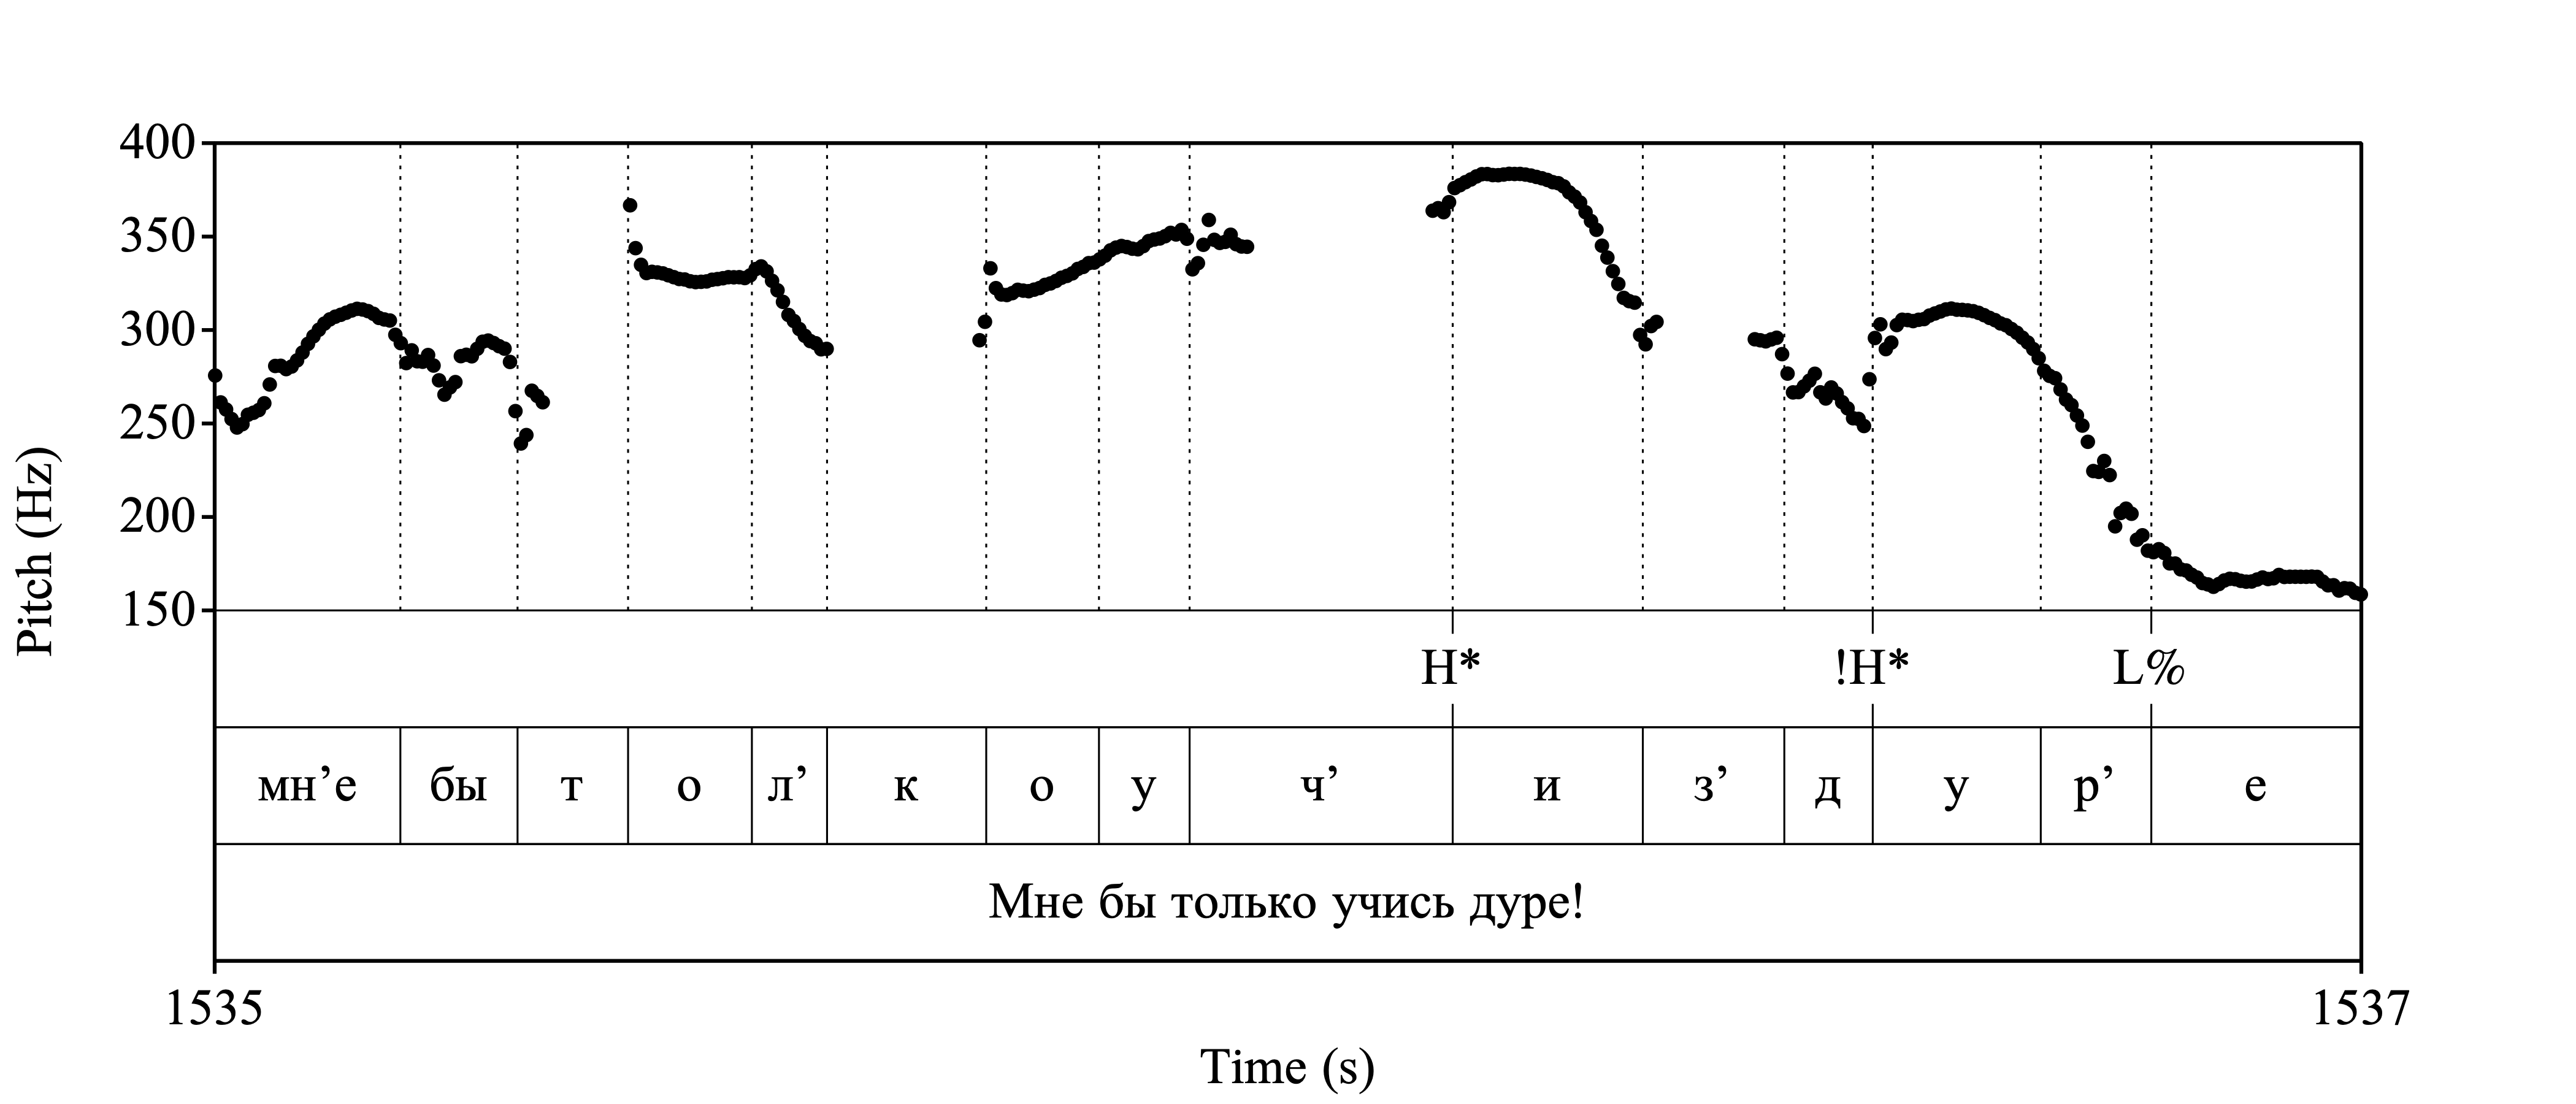 400
350
300
250
200
150
Pitch (Hz)
H* !H* L%
мн’е бы т о л’ к о у ч’ и з’ д у р’ е
Мне бы только учись дуре!
1535 1537
Time (s)